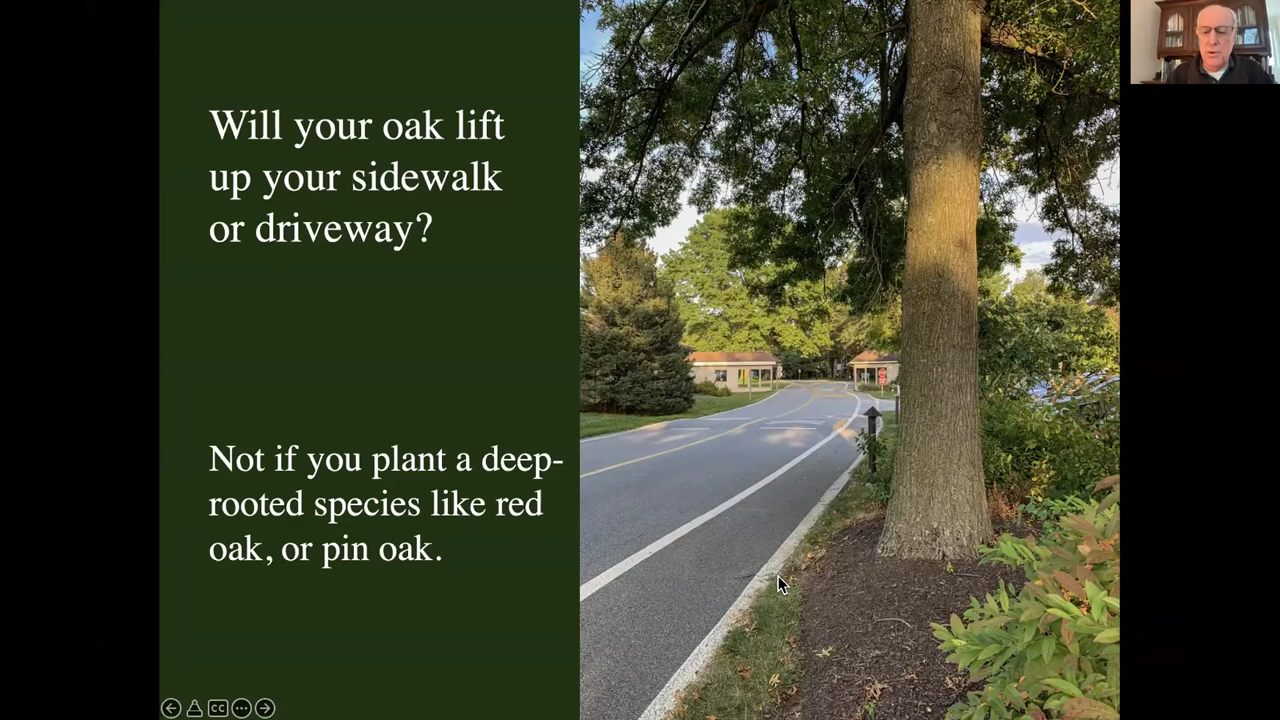 Will your oak lift
up your sidewalk
or driveway?
Not if you plant a deep-
rooted species like red
oak, or pin oak.
CC